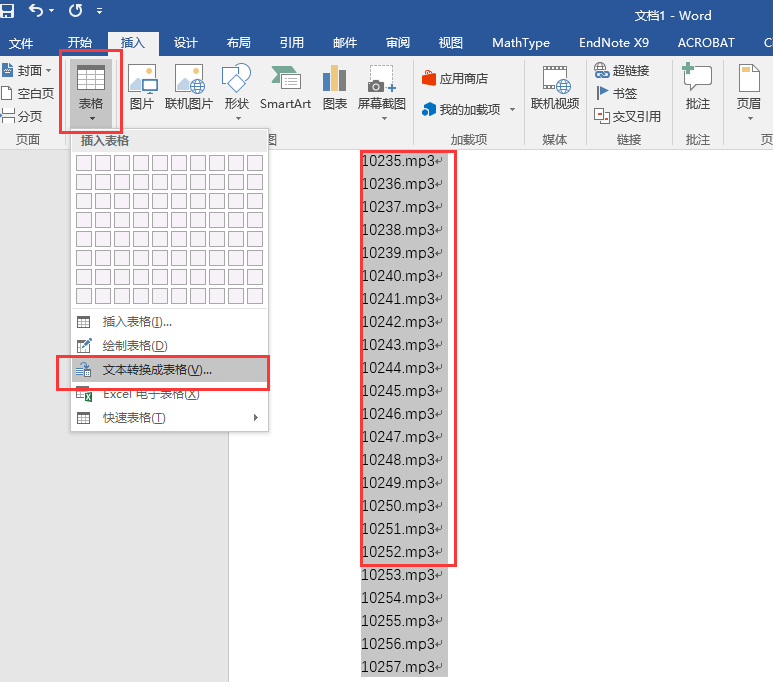 文档1 - Word
文件 开始 插入 设计 布局 引用 邮件 审阅 视图 MathType EndNote X9 ACROBAT
封面 表格 图片 联机图片 形状 SmartArt 图表 屏幕截图 应用商店 联机视频 超链接 批注 页眉
空白页 我的加载项 书签
分页 交叉引用
页面 图 加载项 媒体 链接 批注 页
插入表格
插入表格(I)...
绘制表格(D)
文本转换成表格(V)...
Excel 电子表格(X)
快速表格(T)
10235.mp3
10236.mp3
10237.mp3
10238.mp3
10239.mp3
10240.mp3
10241.mp3
10242.mp3
10243.mp3
10244.mp3
10245.mp3
10246.mp3
10247.mp3
10248.mp3
10249.mp3
10250.mp3
10251.mp3
10252.mp3
10253.mp3
10254.mp3
10255.mp3
10256.mp3
10257.mp3